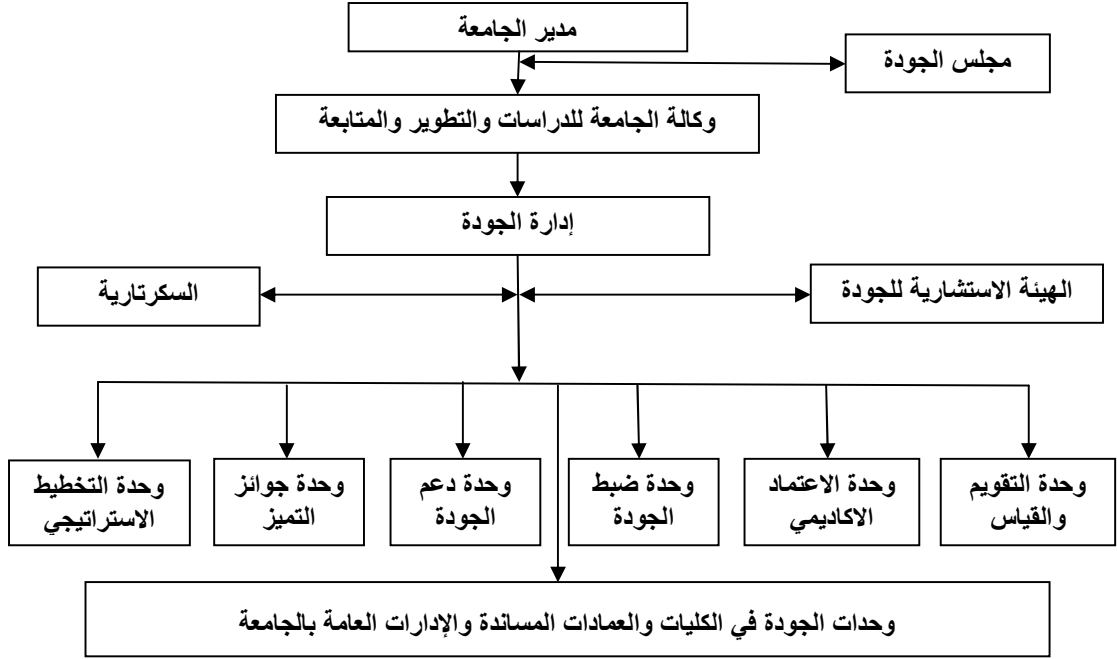 مدير الجامعة
مجلس الجودة
وكالة الجامعة للدراسات والتطوير والمتابعة
إدارة الجودة
الهيئة الاستشارية للجودة
السكرتارية
وحدة التقويم
والقياس
وحدة الاعتماد
الاكاديمي
وحدة ضبط
الجودة
وحدة دعم
الجودة
وحدة جوائز
التميز
وحدة التخطيط
الاستراتيجي
وحدات الجودة في الكليات والعمادات المساندة والإدارات العامة بالجامعة